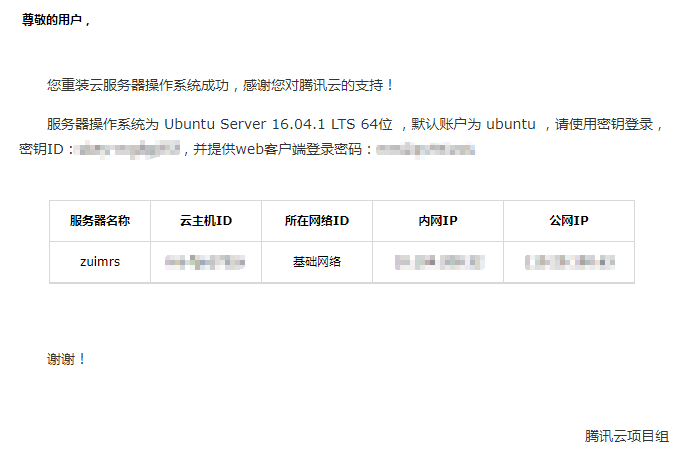 尊敬的用户，
您重装云服务器操作系统成功，感谢您对腾讯云的支持！
服务器操作系统为 Ubuntu Server 16.04.1 LTS 64位 ，默认账户为 ubuntu ，请使用密钥登录，
密钥ID： ，并提供web客户端登录密码：
服务器名称 云主机ID 所在网络ID 内网IP 公网IP
zuimrs 基础网络
谢谢！
腾讯云项目组